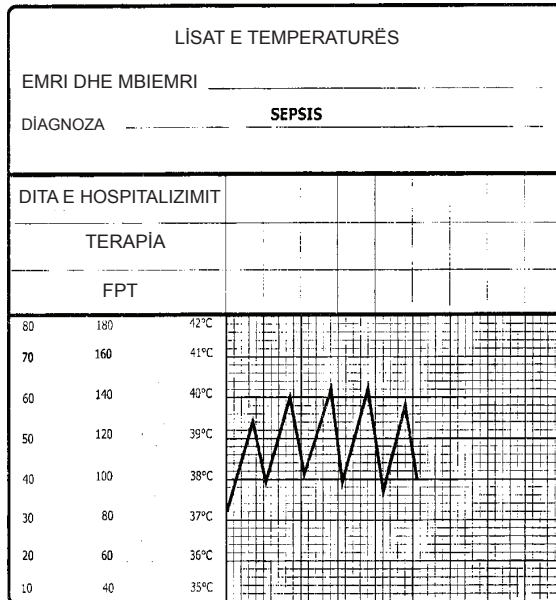 LİSAT E TEMPERATURËS
EMRI DHE MBIEMRI
DİAGNOZA SEPSIS
DITA E HOSPITALIZIMIT
TERAPİA
FPT
80 180 42°C
70 160 41°C
60 140 40°C
50 120 39°C
40 100 38°C
30 80 37°C
20 60 36°C
10 40 35°C